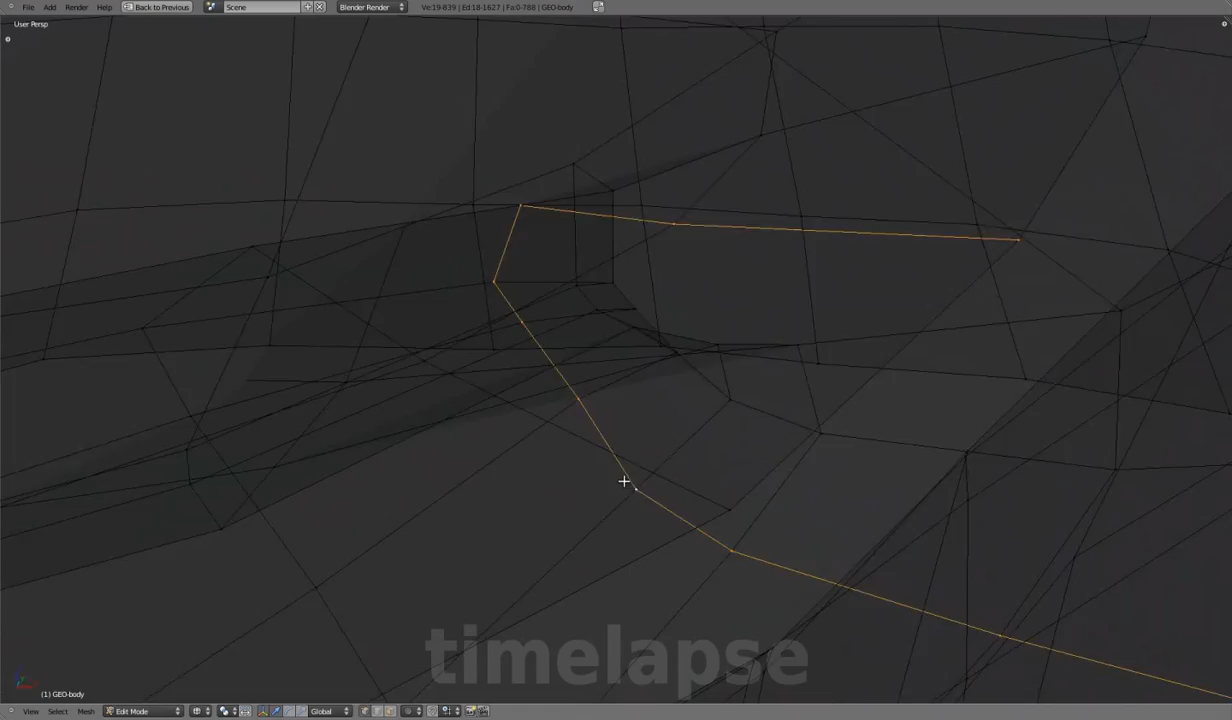 File Add Render Help Back to Previous Scene Blender Render Ve:19-839 | Ed:18-1627 | Fa:0-788 | GEO-body
User Persp
timelapse
(1) GEO-body
View Select Mesh Edit Mode Global